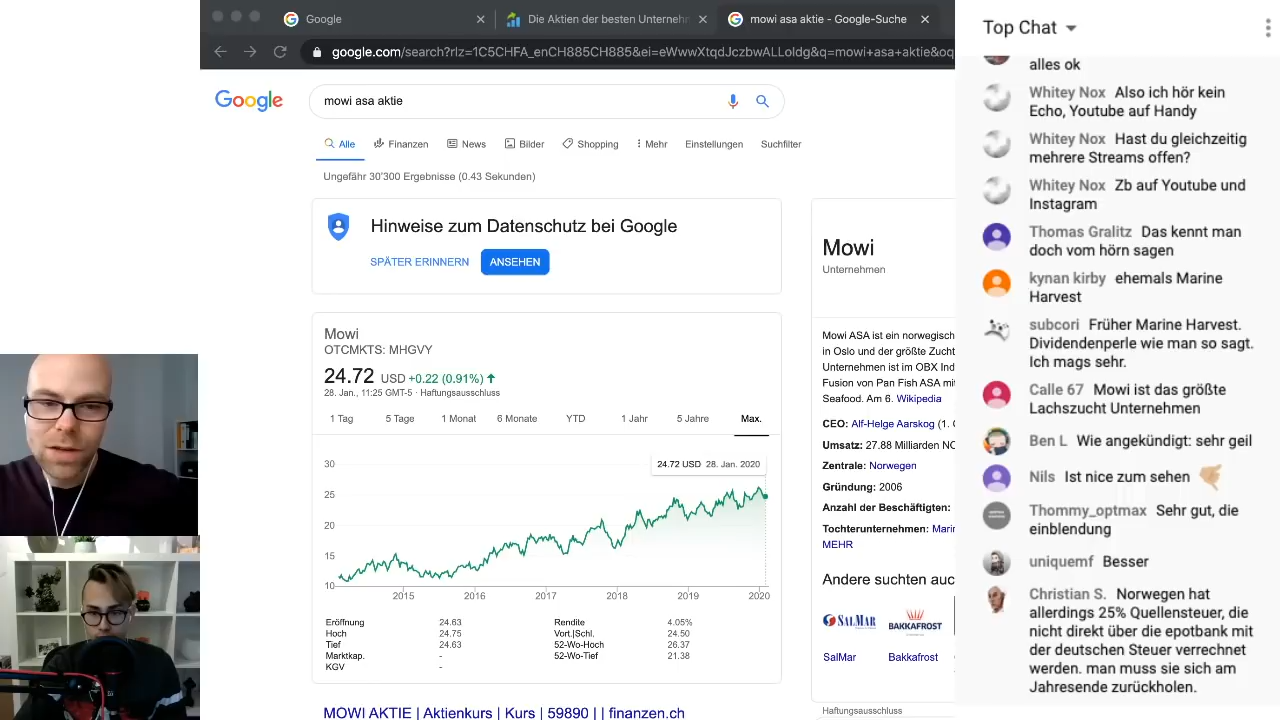 Google
Die Aktien der besten Unternehm
mowi asa aktie - Google-Suche
google.com/search?rlz=1C5CHFA_enCH885CH885&ei=eWwxXtqdJczbwALLoldg&q=mowi+asa+aktie&oq
Google
mowi asa aktie
Alle
Finanzen
News
Bilder
Shopping
Mehr
Einstellungen
Suchfilter
Ungefähr 30'300 Ergebnisse (0.43 Sekunden)
Hinweise zum Datenschutz bei Google
SPÄTER ERINNERN
ANSEHEN
Mowi
OTCMKTS: MHGVY
24.72 USD +0.22 (0.91%)
28. Jan., 11:25 GMT-5 · Haftungsausschluss
1 Tag
5 Tage
1 Monat
6 Monate
YTD
1 Jahr
5 Jahre
Max.
24.72 USD 28. Jan. 2020
30
25
20
15
10
2015
2016
2017
2018
2019
2020
Eröffnung 24.63
Hoch 24.75
Tief 24.63
Marktkap. -
KGV -
Rendite 4.05%
Vort.|Schl. 24.50
52-Wo-Hoch 26.37
52-Wo-Tief 21.38
MOWI AKTIE | Aktienkurs | Kurs | 59890 | | finanzen.ch
Mowi
Unternehmen
Mowi ASA ist ein norwegisch
in Oslo und der größte Zucht
Unternehmen ist im OBX Ind
Fusion von Pan Fish ASA mit
Seafood. Am 6. Wikipedia
CEO: Alf-Helge Aarskog (1. O
Umsatz: 27.88 Milliarden NO
Zentrale: Norwegen
Gründung: 2006
Anzahl der Beschäftigten:
Tochterunternehmen: Marin
MEHR
Andere suchten auc
SALMAR
BAKKAFROST
SalMar
Bakkafrost
Haftungsausschluss
Top Chat
alles ok
Whitey Nox Also ich hör kein
Echo, Youtube auf Handy
Whitey Nox Hast du gleichzeitig
mehrere Streams offen?
Whitey Nox Zb auf Youtube und
Instagram
Thomas Gralitz Das kennt man
doch vom hörn sagen
kynan kirby ehemals Marine
Harvest
subcori Früher Marine Harvest.
Dividendenperle wie man so sagt.
Ich mags sehr.
Calle 67 Mowi ist das größte
Lachszucht Unternehmen
Ben L Wie angekündigt: sehr geil
Nils Ist nice zum sehen
Thommy_optmax Sehr gut, die
einblendung
uniquemf Besser
Christian S. Norwegen hat
allerdings 25% Quellensteuer, die
nicht direkt über die epotbank mit
der deutschen Steuer verrechnet
werden. man muss sie sich am
Jahresende zurückholen.